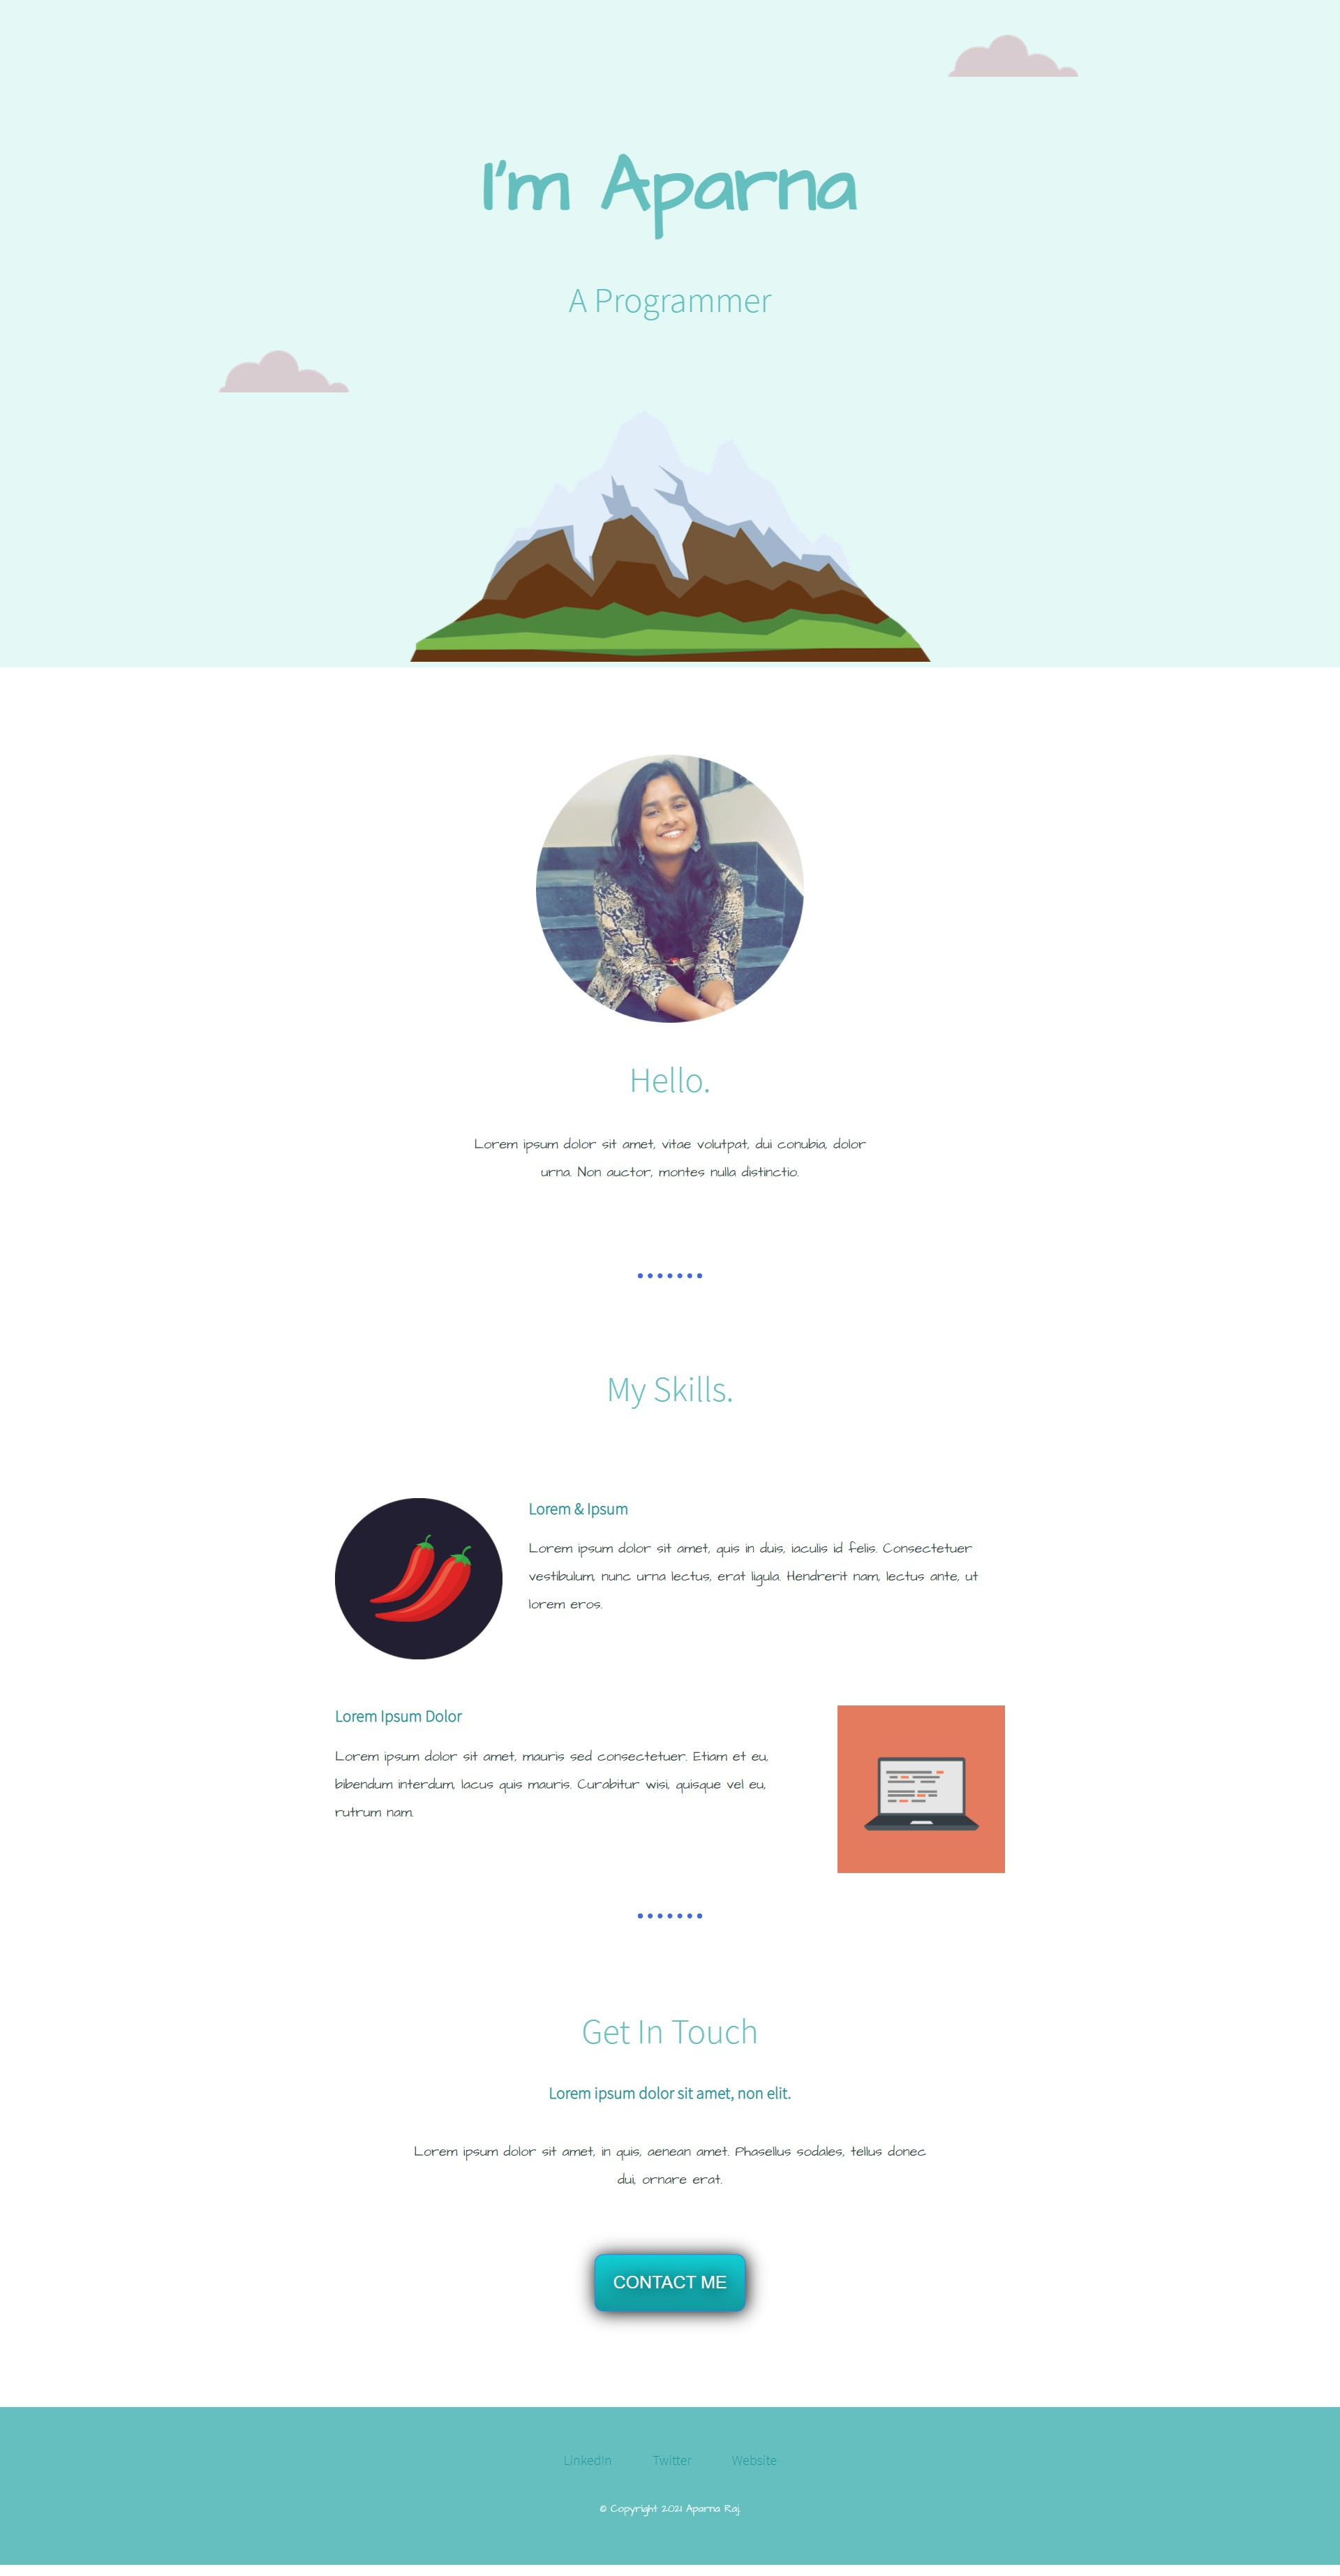 I'm Aparna
A Programmer
Hello.
Lorem ipsum dolor sit amet, vitae volutpat, dui conubia, dolor
urna. Non auctor, montes nulla distinctio.
My Skills.
Lorem & Ipsum
Lorem ipsum dolor sit amet, quis in duis, iaculis id felis. Consectetuer
vestibulum, nunc urna lectus, erat ligula. Hendrerit nam, lectus ante, ut
lorem eros.
Lorem Ipsum Dolor
Lorem ipsum dolor sit amet, mauris sed consectetuer. Etiam et eu,
bibendum interdum, lacus quis mauris. Curabitur wisi, quisque vel eu,
rutrum nam.
Get In Touch
Lorem ipsum dolor sit amet, non elit.
Lorem ipsum dolor sit amet, in quis, aenean amet. Phasellus sodales, tellus donec
dui, ornare erat.
CONTACT ME
LinkedIn Twitter Website
© Copyright 2021 Aparna Raj.